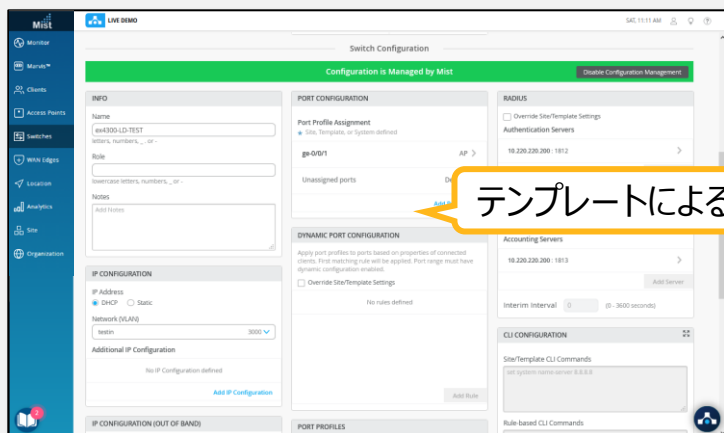 Mist
LIVE DEMO
SAT, 11:11 AM
Monitor
Marvis™
Clients
Access Points
Switches
WAN Edges
Location
Analytics
Site
Organization
2
Switch Configuration
Configuration is Managed by Mist
Disable Configuration Management
INFO
Name
ex4300-LD-TEST
letters, numbers, _ . or -
Role
lowercase letters, numbers, _ or -
Notes
Add Notes
IP CONFIGURATION
IP Address
DHCP
Static
Network (VLAN)
testin 3000
Additional IP Configuration
No IP Configuration defined
Add IP Configuration
IP CONFIGURATION (OUT OF BAND)
PORT CONFIGURATION
Port Profile Assignment
Site, Template, or System defined
ge-0/0/1 AP >
Unassigned ports
テンプレートによる
DYNAMIC PORT CONFIGURATION
Apply port profiles to ports based on properties of connected
clients. First matching rule will be applied. Port range must have
dynamic configuration enabled.
Override Site/Template Settings
No rules defined
Add Rule
PORT PROFILES
RADIUS
Override Site/Template Settings
Authentication Servers
10.220.220.200 : 1812 >
Accounting Servers
10.220.220.200 : 1813 >
Add Server
Interim Interval 0 (0 - 3600 seconds)
CLI CONFIGURATION
Site/Template CLI Commands
set system name-server 8.8.8.8
Rule-based CLI Commands